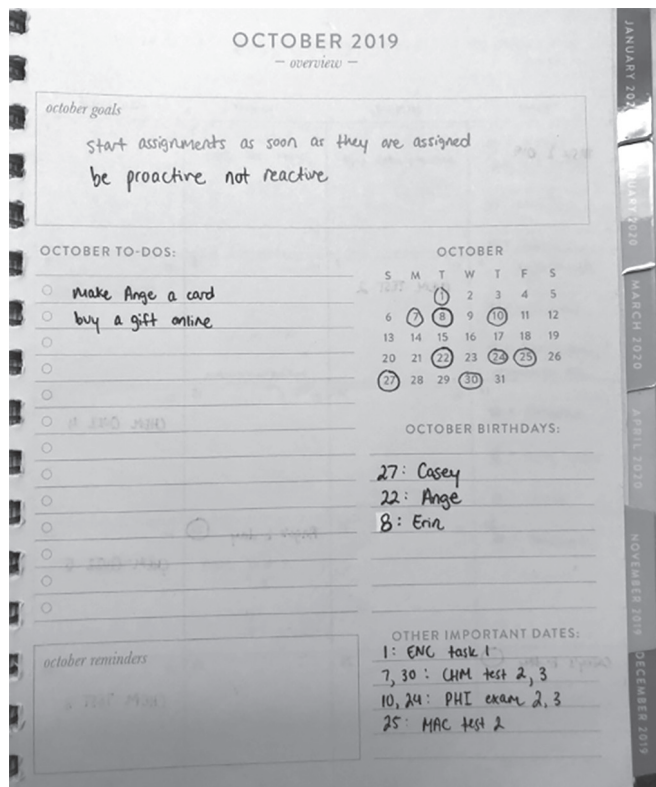 OCTOBER 2019
— overview —
october goals
start assignments as soon as they are assigned
be proactive not reactive
OCTOBER TO-DOS:
make Ange a card
buy a gift online
OCTOBER
S M T W T F S
1 2 3 4 5
6 7 8 9 10 11 12
13 14 15 16 17 18 19
20 21 22 23 24 25 26
27 28 29 30 31
OCTOBER BIRTHDAYS:
27: Casey
22: Ange
8: Erin
october reminders
OTHER IMPORTANT DATES:
1: ENC task 1
7, 30: CHM test 2, 3
10, 24: PHI exam 2, 3
25: MAC test 2
JANUARY 202
UARY 2020
MARCH 2020
APRIL 2020
NOVEMBER 2019
DECEMBER 2019